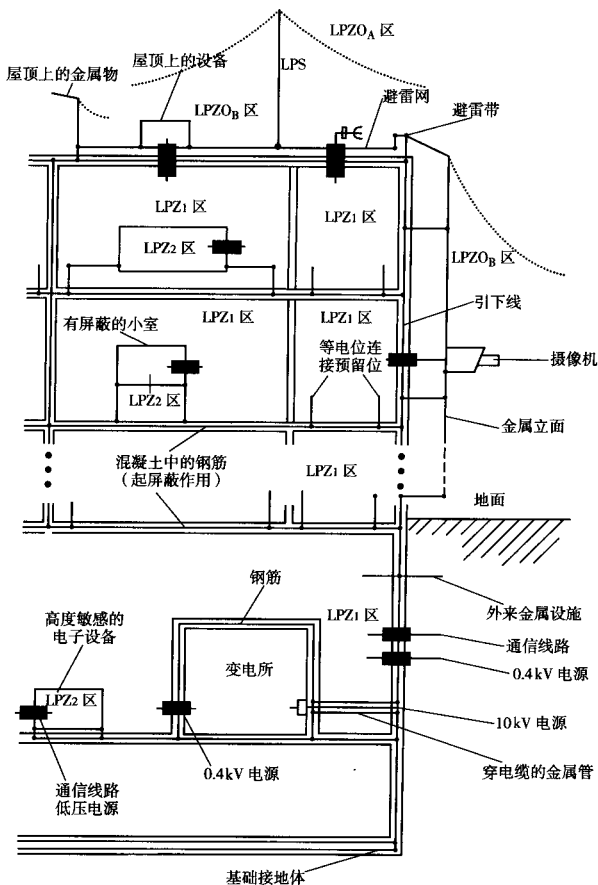 LPZOA 区
屋顶上的设备
屋顶上的金属物
LPS
LPZOB 区
避雷网
避雷带
LPZ1 区
LPZ1 区
LPZ2 区
LPZOB 区
引下线
有屏蔽的小室
LPZ1 区
LPZ1 区
等电位连
接预留位
摄像机
LPZ2 区
金属立面
混凝土中的钢筋
(起屏蔽作用)
LPZ1 区
地面
钢筋
外来金属设施
高度敏感的
电子设备
LPZ1 区
通信线路
变电所
0.4kV 电源
LPZ2 区
10kV 电源
0.4kV 电源
穿电缆的金属管
通信线路
低压电源
基础接地体